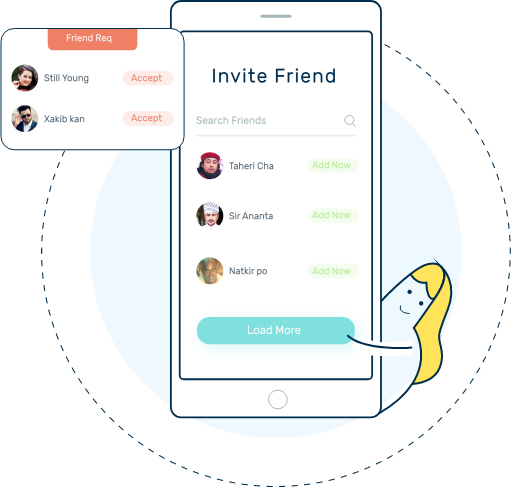 Friend Req
Still Young
Accept
Xakib kan
Accept
Invite Friend
Search Friends
Taheri Cha
Add Now
Sir Ananta
Add Now
Natkir po
Add Now
Load More